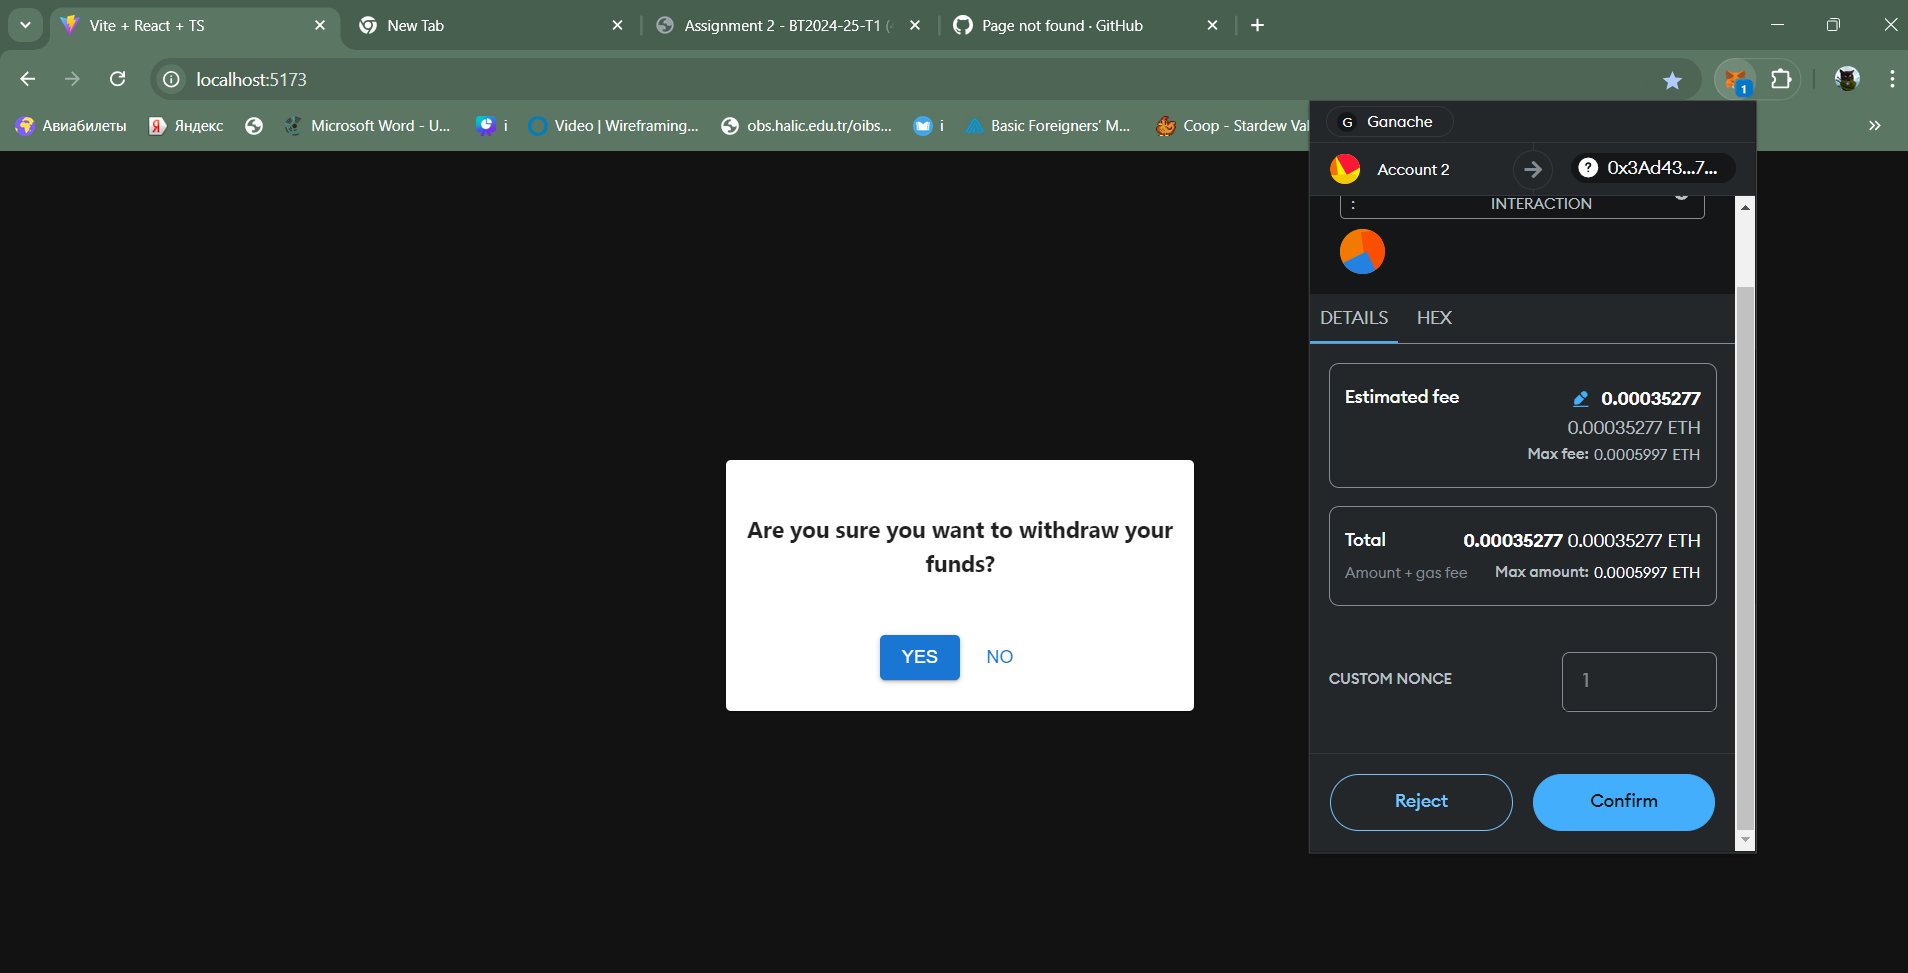 Vite + React + TS
New Tab
Assignment 2 - BT2024-25-T1 (
Page not found · GitHub
localhost:5173
1
Авиабилеты
Яндекс
Microsoft Word - U...
i
Video | Wireframing...
obs.halic.edu.tr/oibs...
i
Basic Foreigners' M...
Coop - Stardew Val
»
G Ganache
Account 2
? 0x3Ad43...7...
: INTERACTION
DETAILS HEX
Estimated fee 0.00035277
0.00035277 ETH
Max fee: 0.0005997 ETH
Total 0.00035277 0.00035277 ETH
Amount + gas fee Max amount: 0.0005997 ETH
CUSTOM NONCE 1
Reject Confirm
Are you sure you want to withdraw your
funds?
YES NO